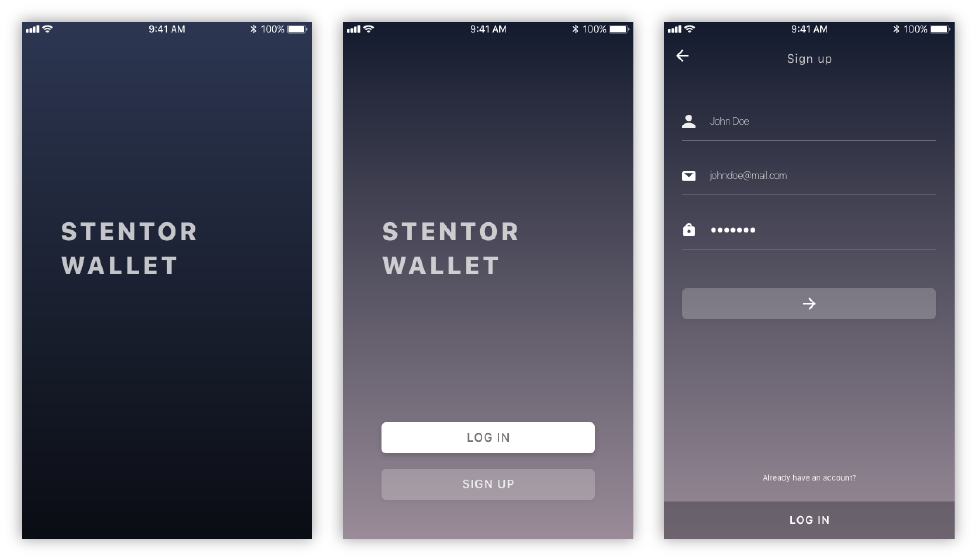 9:41 AM 100%
STENTOR
WALLET
9:41 AM 100%
STENTOR
WALLET
LOG IN
SIGN UP
9:41 AM 100%
Sign up
John Doe
johndoe@mail.com
•••••••
Already have an account?
LOG IN